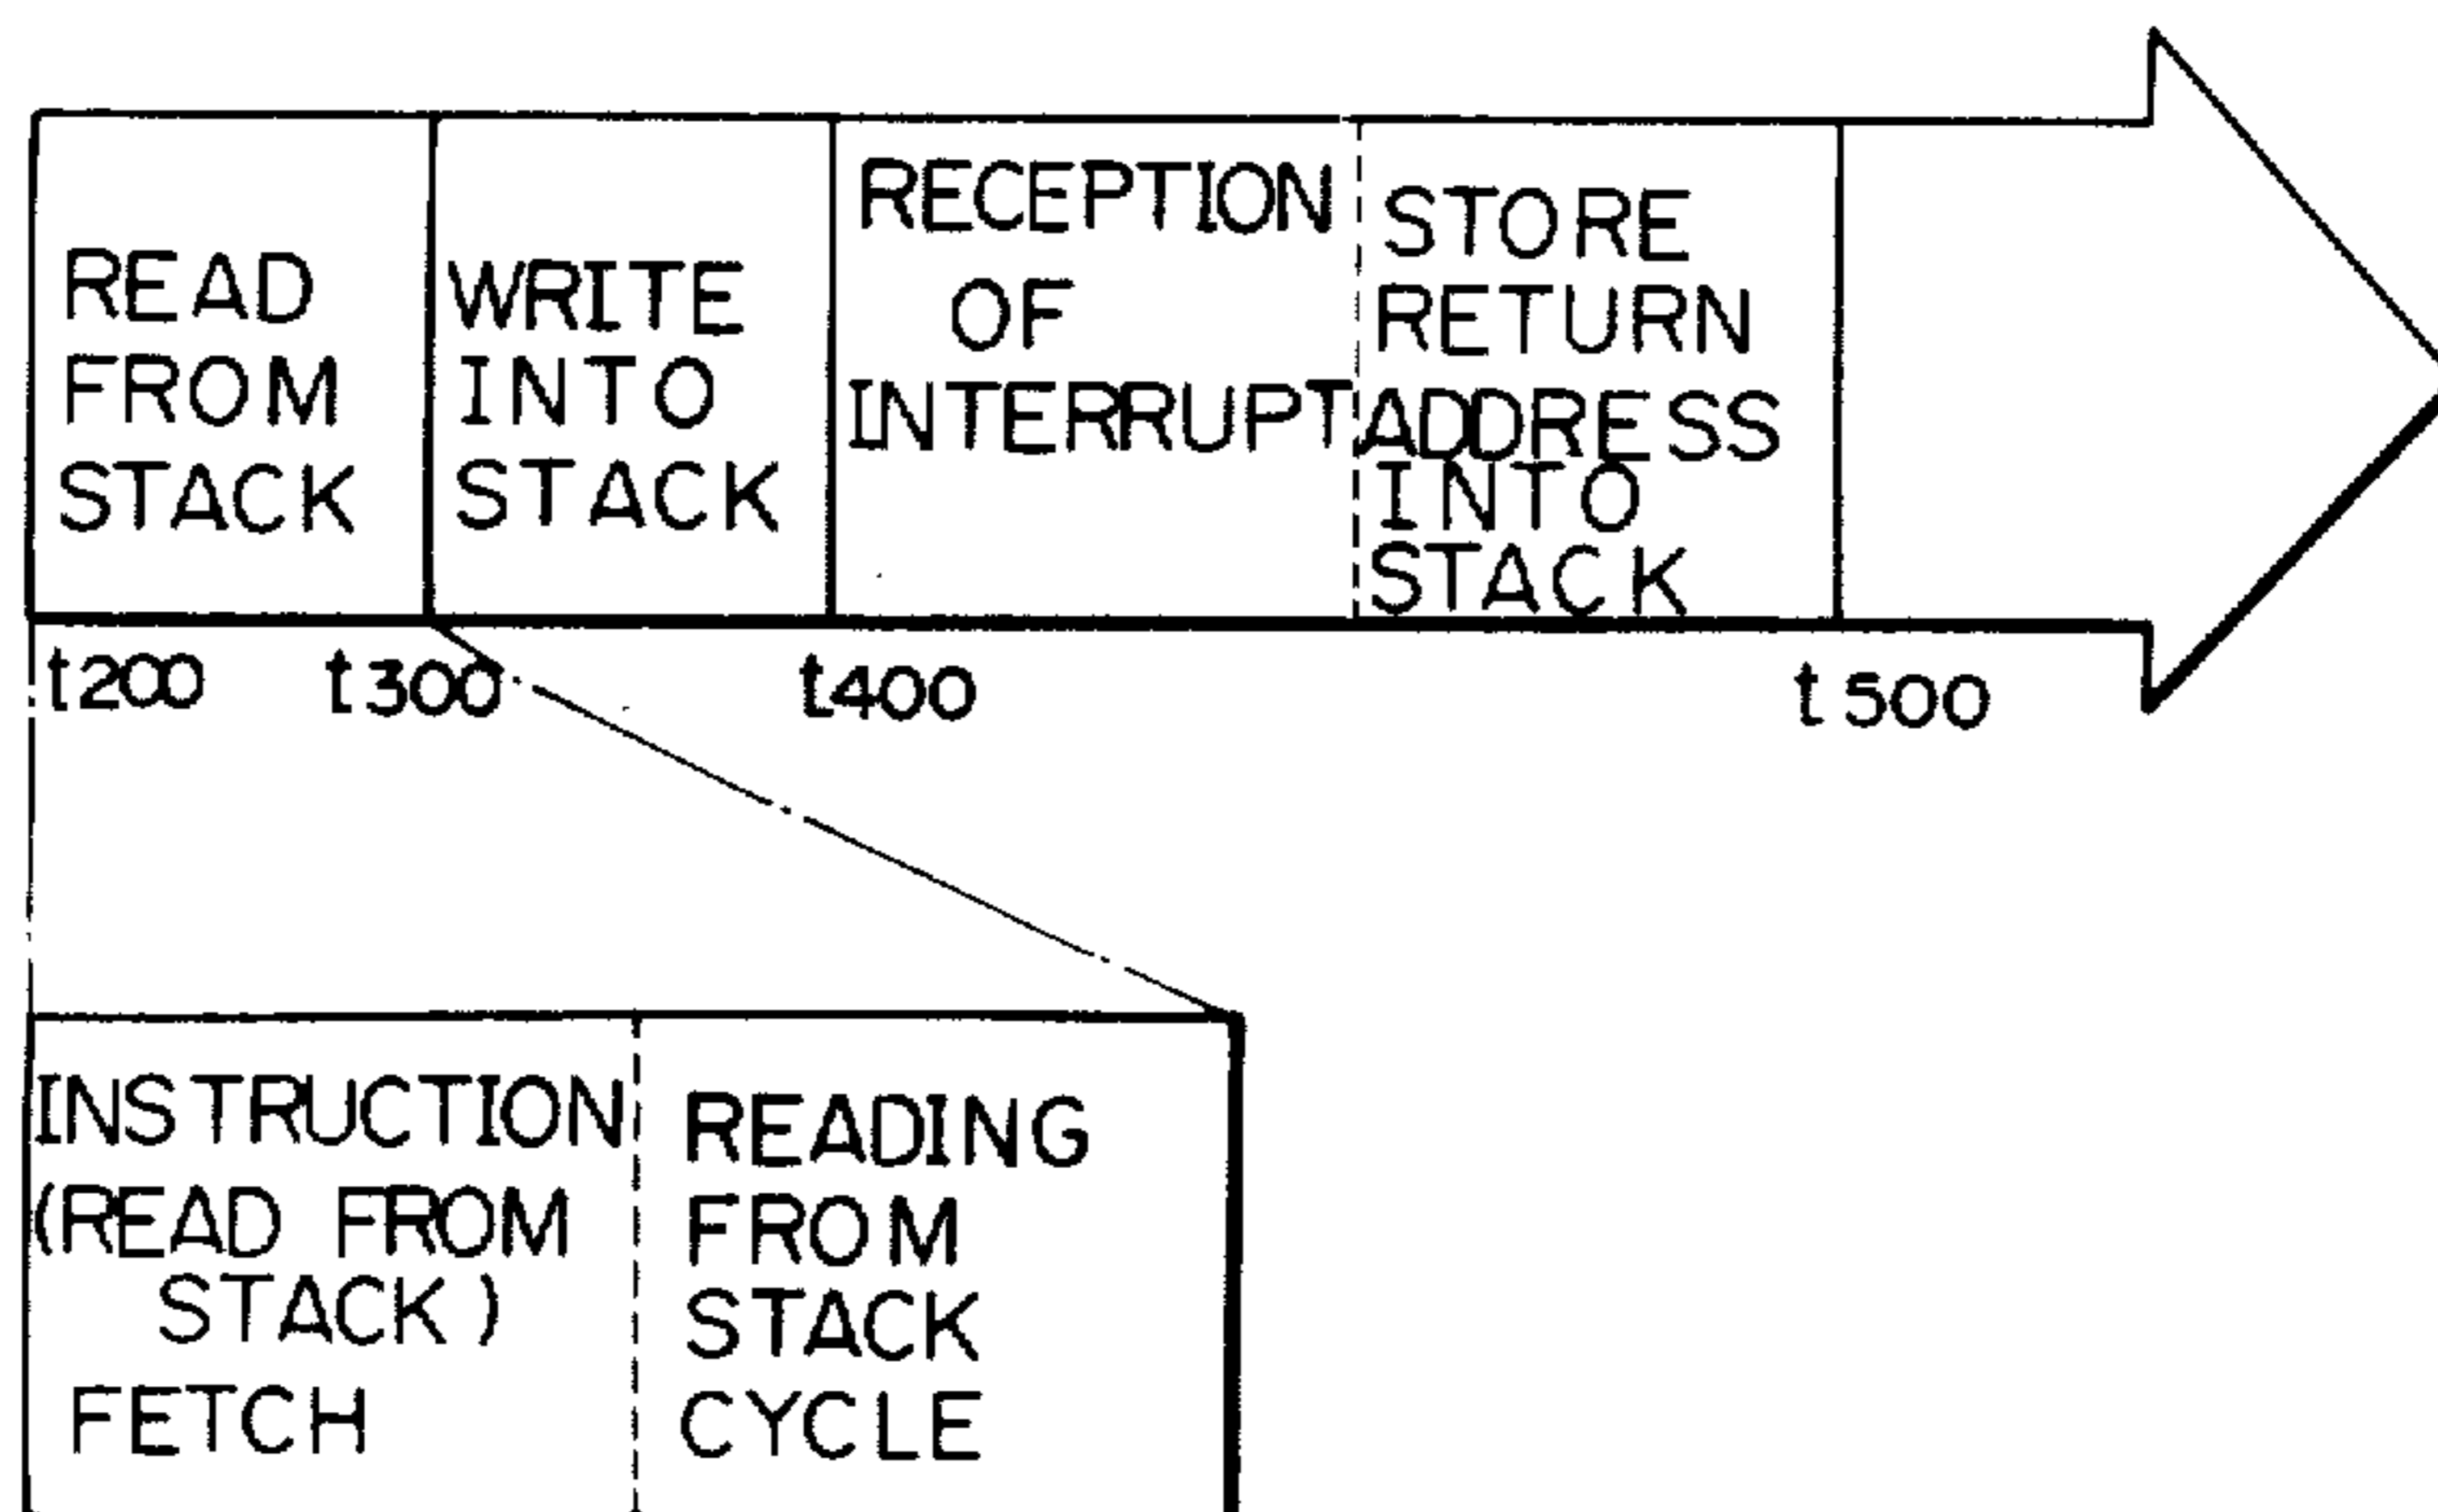 READ
FROM
STACK
WRITE
INTO
STACK
RECEPTION
OF
INTERRUPT
STORE
RETURN
ADDRESS
INTO
STACK
t200
t300
t400
t500
INSTRUCTION
(READ FROM
STACK)
FETCH
READING
FROM
STACK
CYCLE